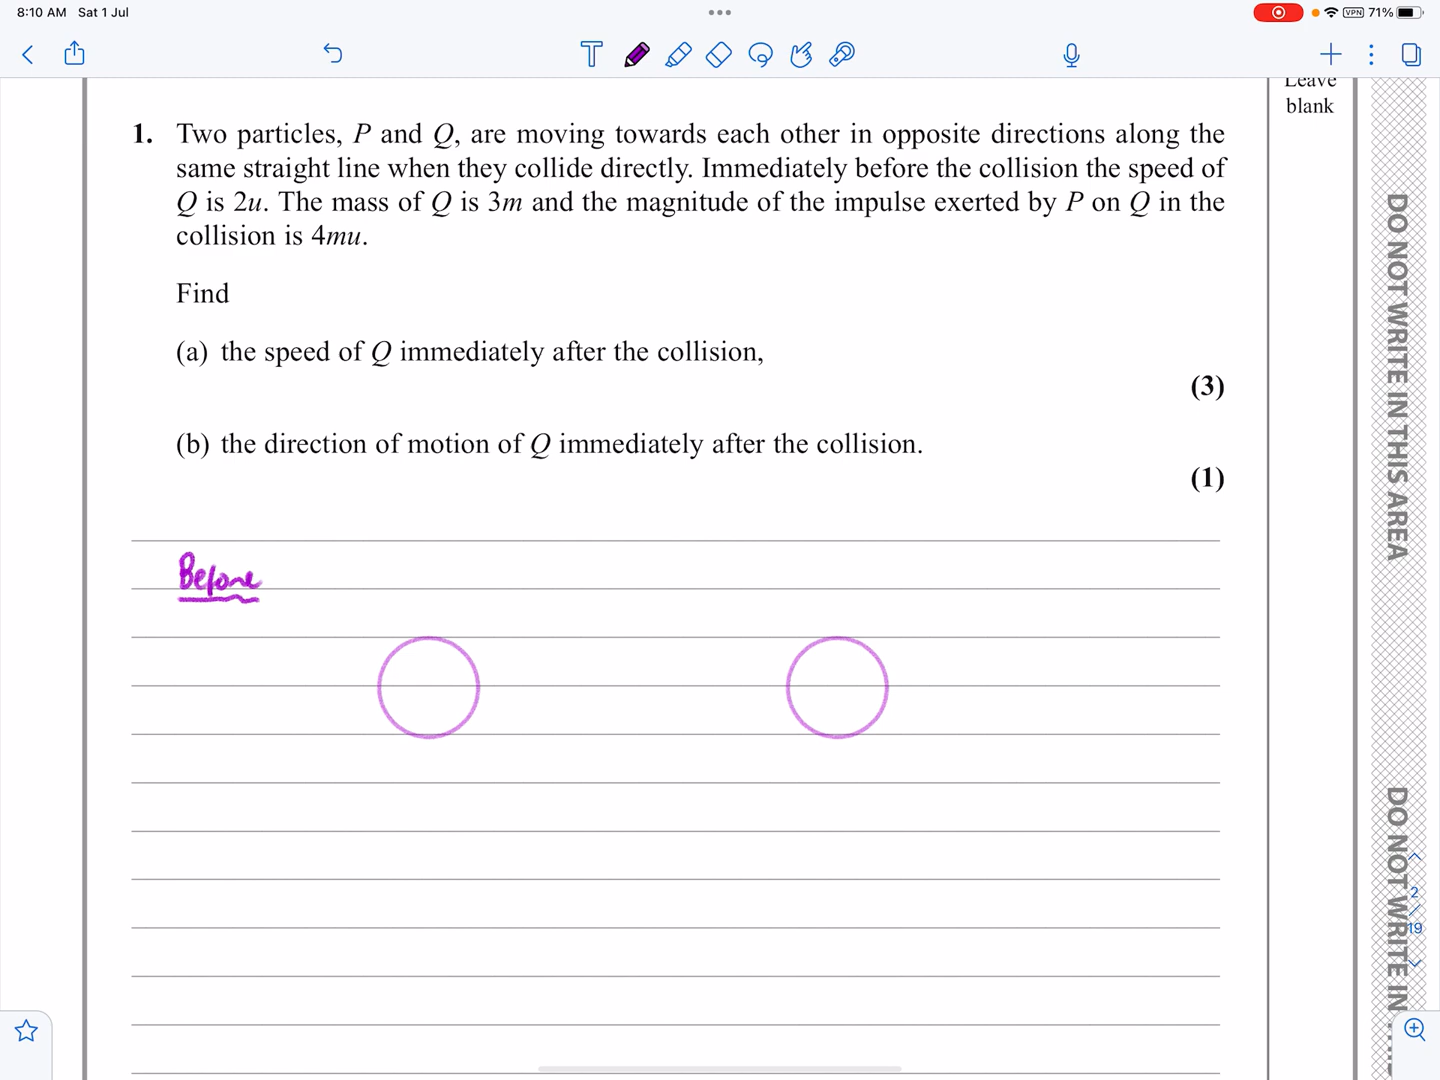 8:10 AM Sat 1 Jul
VPN 71%
T
Leave
blank
1. Two particles, P and Q, are moving towards each other in opposite directions along the
same straight line when they collide directly. Immediately before the collision the speed of
Q is 2u. The mass of Q is 3m and the magnitude of the impulse exerted by P on Q in the
collision is 4mu.
Find
(a) the speed of Q immediately after the collision,
(3)
(b) the direction of motion of Q immediately after the collision.
(1)
Before
DO NOT WRITE IN THIS AREA
DO NOT WRITE IN
2
/
19